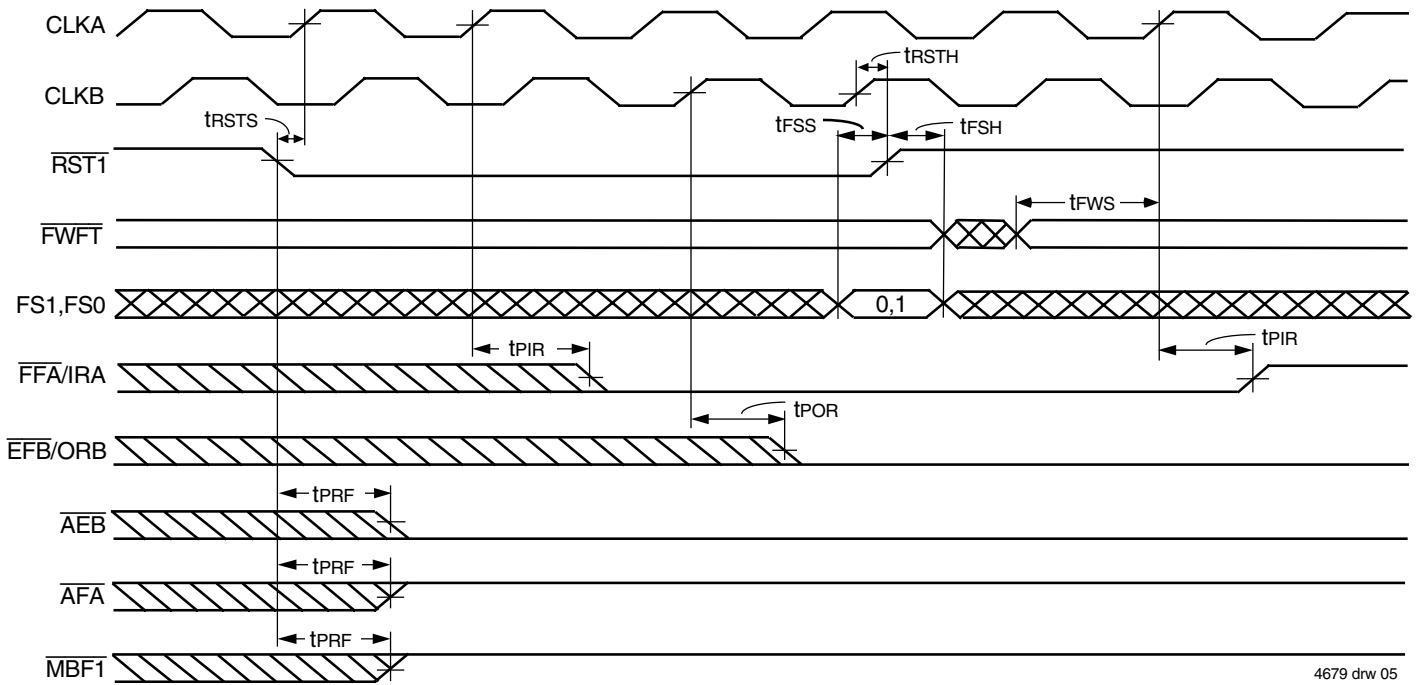 CLKA
tRSTH
CLKB
tRSTS
tFSS
tFSH
RST1
tFWS
FWFT
FS1,FS0
0,1
tPIR
tPIR
FFA/IRA
tPOR
EFB/ORB
tPRF
AEB
tPRF
AFA
tPRF
MBF1
4679 drw 05